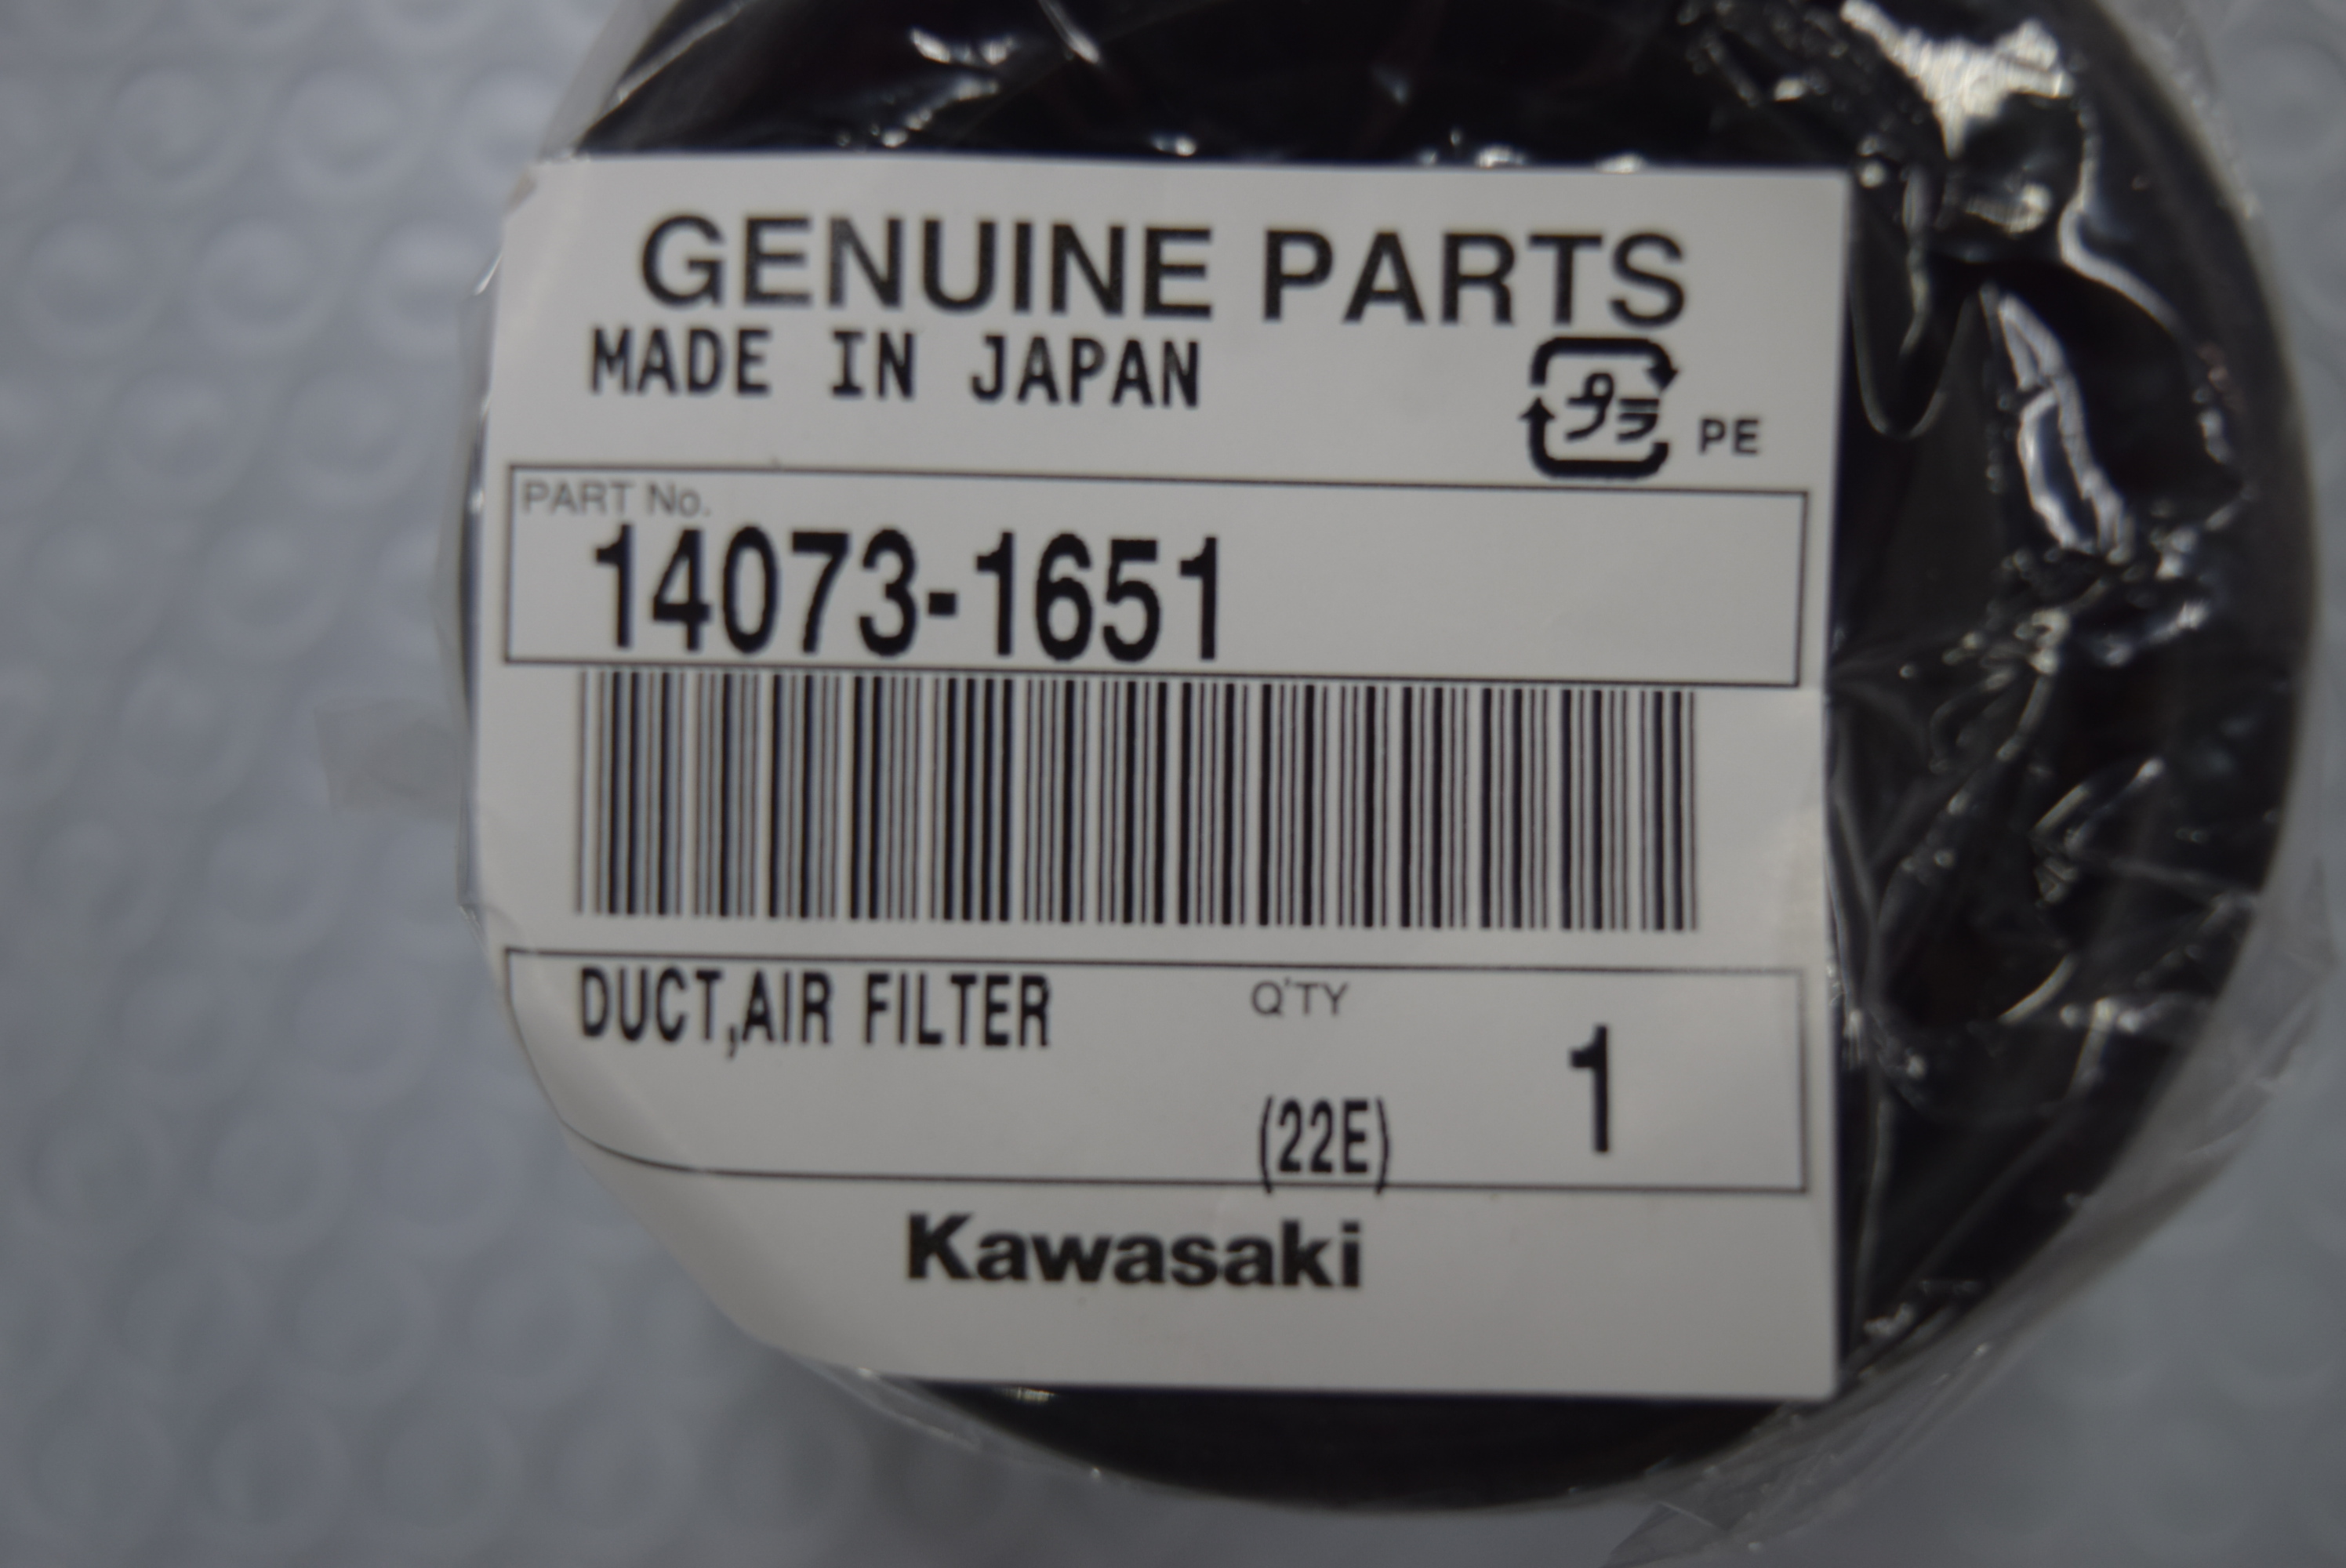 GENUINE PARTS
MADE IN JAPAN
プラ PE
PART No.
14073-1651
DUCT,AIR FILTER
Q'TY
1
(22E)
Kawasaki